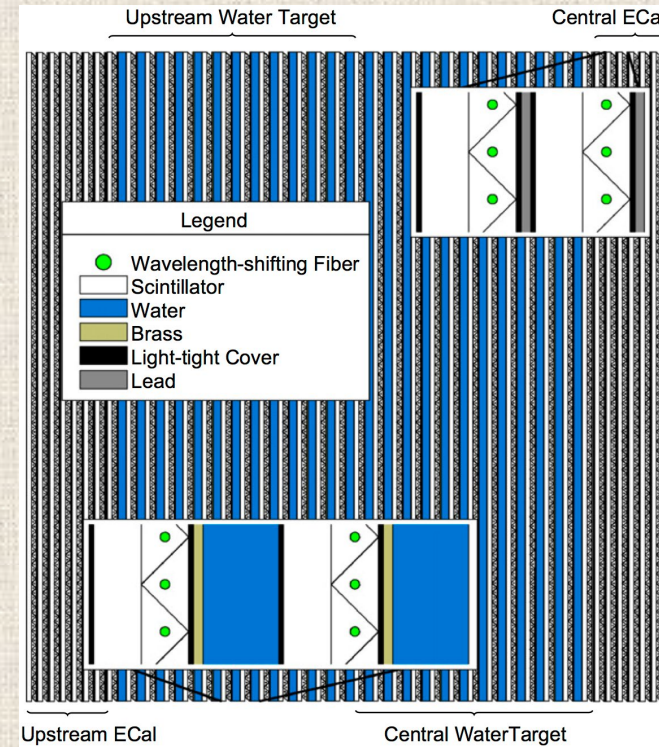 Upstream Water Target
Central ECa
Legend
Wavelength-shifting Fiber
Scintillator
Water
Brass
Light-tight Cover
Lead
Upstream ECal
Central WaterTarget